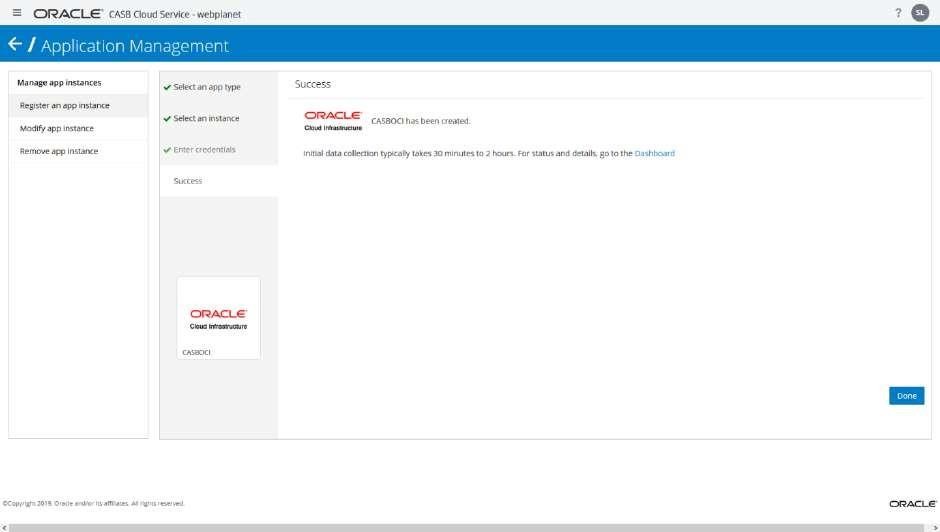 ORACLE® CASB Cloud Service - webplanet ? SL
/ Application Management
Manage app instances
Register an app instance
Modify app instance
Remove app instance
Select an app type
Select an instance
Enter credentials
Success
ORACLE
Cloud Infrastructure
CASBOCI
Success
ORACLE
Cloud Infrastructure
CASBOCI has been created.
Initial data collection typically takes 30 minutes to 2 hours. For status and details, go to the Dashboard
Done
©Copyright 2019, Oracle and/or its affiliates. All rights reserved.
ORACLE